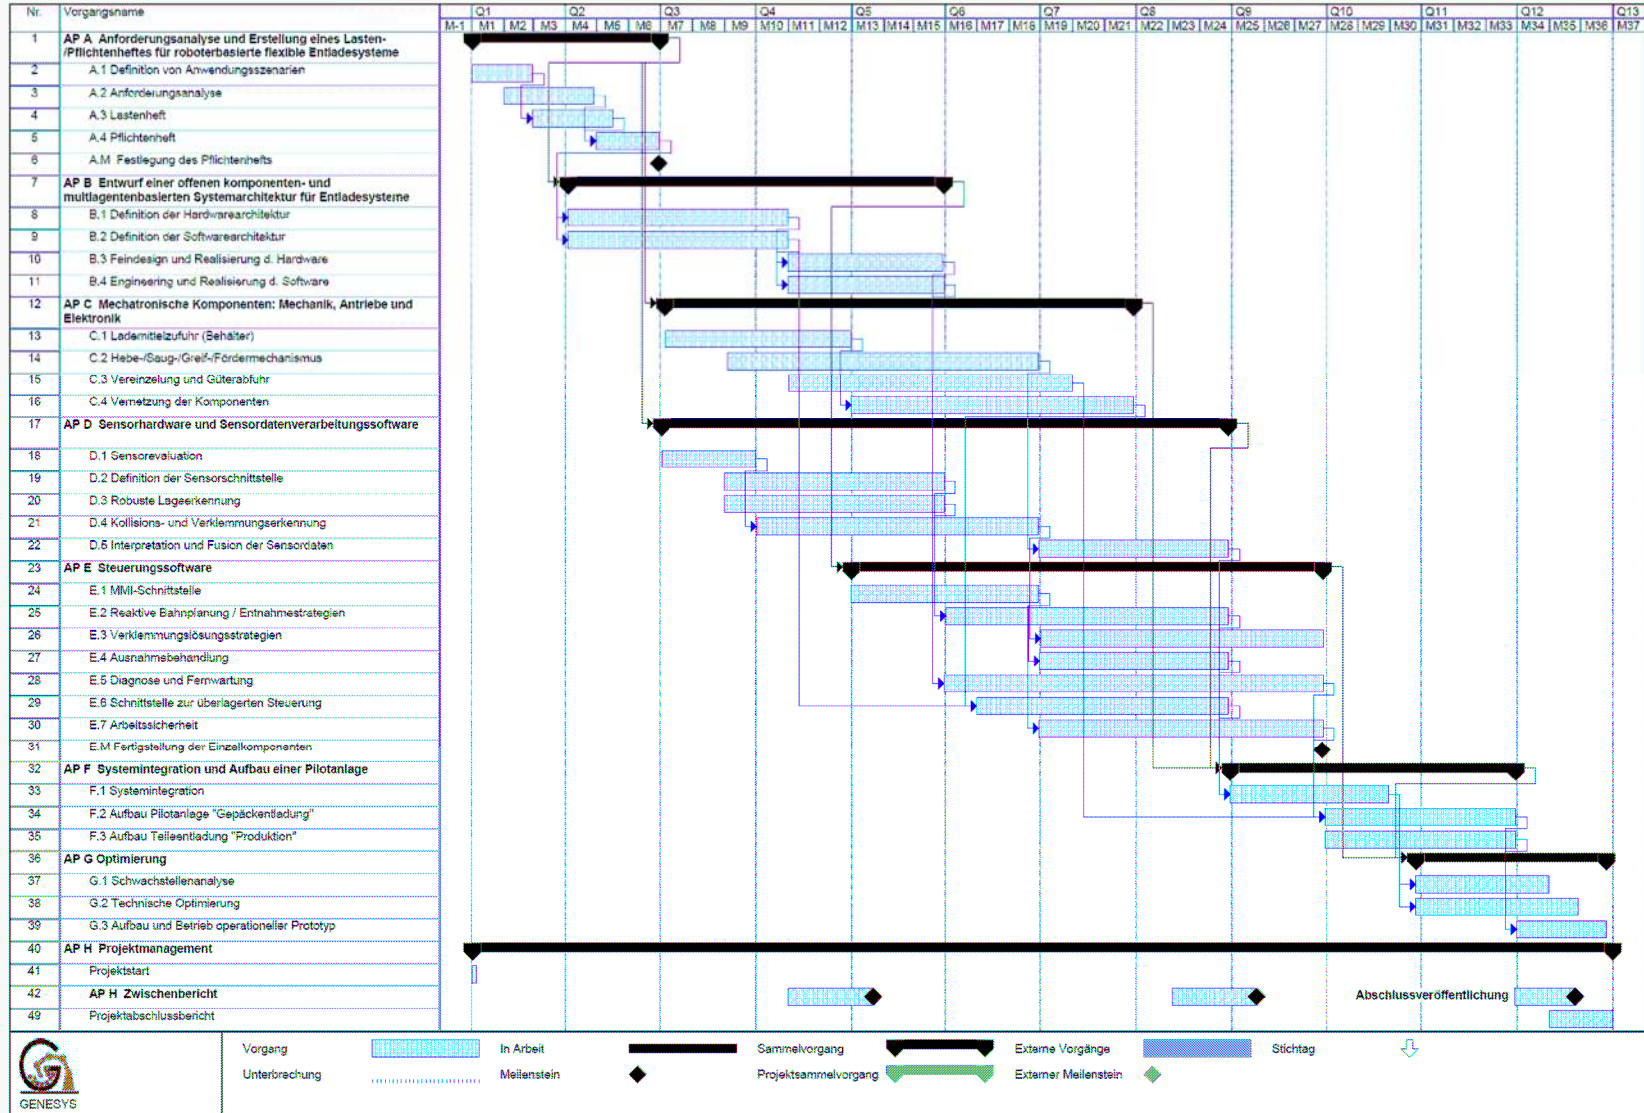 Nr. Vorgangsname Q1 Q2 Q3 Q4 Q5 Q6 Q7 Q8 Q9 Q10 Q11 Q12 Q13
M-1 M1 M2 M3 M4 M5 M6 M7 M8 M9 M10 M11 M12 M13 M14 M15 M16 M17 M18 M19 M20 M21 M22 M23 M24 M25 M26 M27 M28 M29 M30 M31 M32 M33 M34 M35 M36 M37
1 AP A Anforderungsanalyse und Erstellung eines Lasten-
/Pflichtenheftes für roboterbasierte flexible Entladesysteme
2 A.1 Definition von Anwendungsszenarien
3 A.2 Anforderungsanalyse
4 A.3 Lastenheft
5 A.4 Pflichtenheft
6 A.M Festlegung des Pflichtenhefts
7 AP B Entwurf einer offenen komponenten- und
multiagentenbasierten Systemarchitektur für Entladesysteme
8 B.1 Definition der Hardwarearchitektur
9 B.2 Definition der Softwarearchitektur
10 B.3 Feindesign und Realisierung d. Hardware
11 B.4 Engineering und Realisierung d. Software
12 AP C Mechatronische Komponenten: Mechanik, Antriebe und
Elektronik
13 C.1 Lademittelzufuhr (Behälter)
14 C.2 Hebe-/Saug-/Greif-/Fördermechanismus
15 C.3 Vereinzelung und Güterabfuhr
16 C.4 Vernetzung der Komponenten
17 AP D Sensorhardware und Sensordatenverarbeitungssoftware
18 D.1 Sensorevaluation
19 D.2 Definition der Sensorschnittstelle
20 D.3 Robuste Lageerkennung
21 D.4 Kollisions- und Verklemmungserkennung
22 D.5 Interpretation und Fusion der Sensordaten
23 AP E Steuerungssoftware
24 E.1 MMI-Schnittstelle
25 E.2 Reaktive Bahnplanung / Entnahmestrategien
26 E.3 Verklemmungslösungsstrategien
27 E.4 Ausnahmebehandlung
28 E.5 Diagnose und Fernwartung
29 E.6 Schnittstelle zur überlagerten Steuerung
30 E.7 Arbeitssicherheit
31 E.M Fertigstellung der Einzelkomponenten
32 AP F Systemintegration und Aufbau einer Pilotanlage
33 F.1 Systemintegration
34 F.2 Aufbau Pilotanlage "Gepäckentladung"
35 F.3 Aufbau Teileentladung "Produktion"
36 AP G Optimierung
37 G.1 Schwachstellenanalyse
38 G.2 Technische Optimierung
39 G.3 Aufbau und Betrieb operationeller Prototyp
40 AP H Projektmanagement
41 Projektstart
42 AP H Zwischenbericht Abschlussveröffentlichung
49 Projektabschlussbericht
Vorgang In Arbeit Sammelvorgang Externe Vorgänge Stichtag
Unterbrechung Meilenstein Projektsammelvorgang Externer Meilenstein
GENESYS